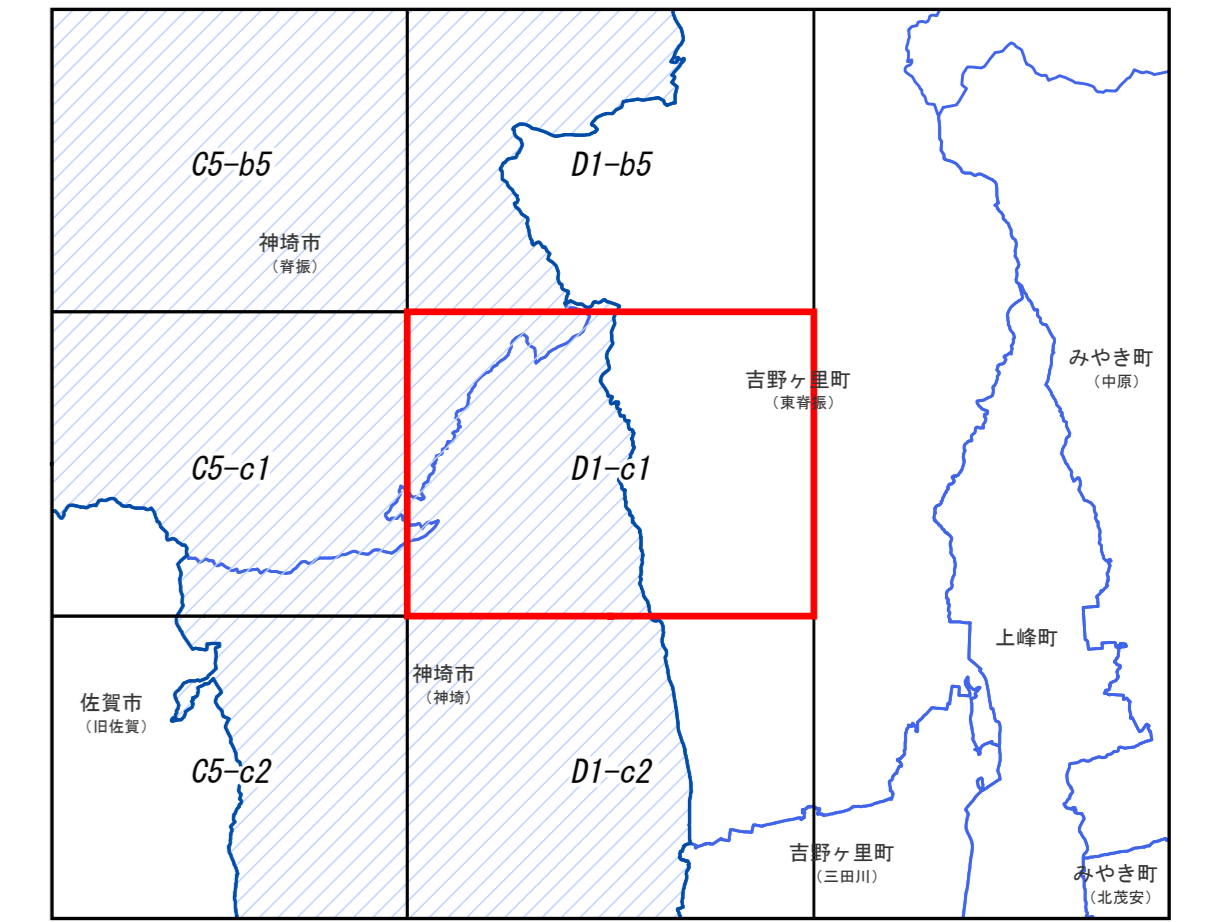 C5-b5
D1-b5
神埼市
（脊振）
みやき町
（中原）
吉野ヶ里町
（東脊振）
C5-c1
D1-c1
上峰町
神埼市
（神埼）
佐賀市
（旧佐賀）
C5-c2
D1-c2
吉野ヶ里町
（三田川）
みやき町
（北茂安）